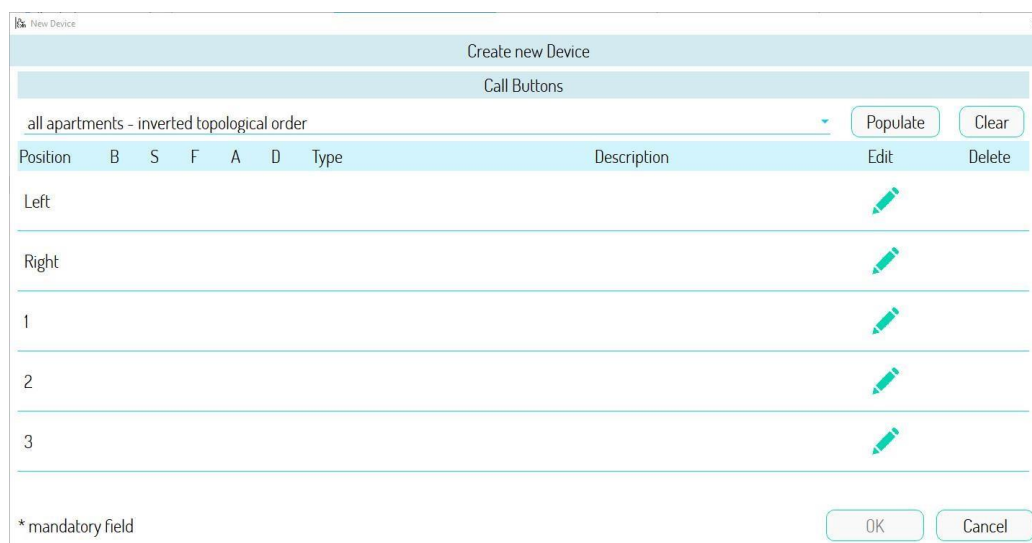 New Device
Create new Device
Call Buttons
all apartments - inverted topological order Populate Clear
Position B S F A D Type Description Edit Delete
Left
Right
1
2
3
* mandatory field OK Cancel